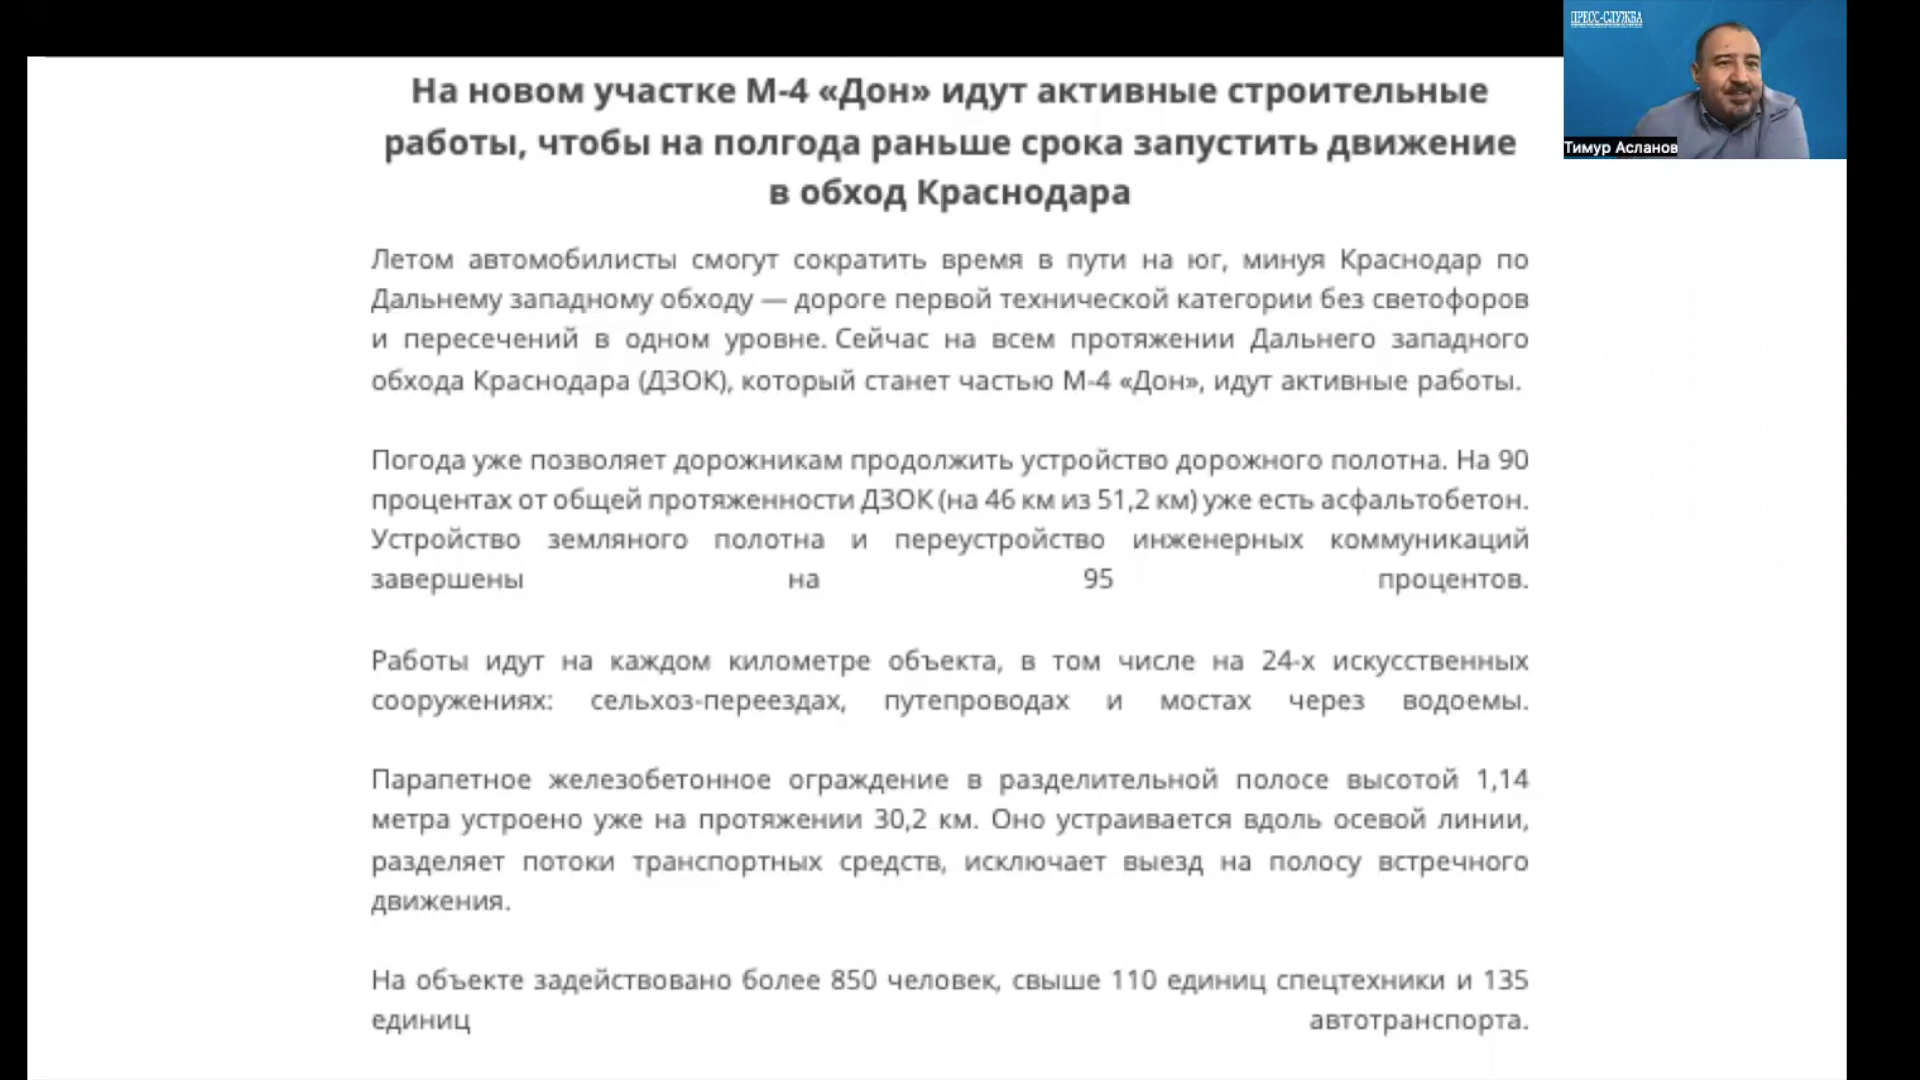 ПРЕСС-СЛУЖБА
Тимур Асланов
На новом участке М-4 «Дон» идут активные строительные
работы, чтобы на полгода раньше срока запустить движение
в обход Краснодара
Летом автомобилисты смогут сократить время в пути на юг, минуя Краснодар по
Дальнему западному обходу — дороге первой технической категории без светофоров
и пересечений в одном уровне. Сейчас на всем протяжении Дальнего западного
обхода Краснодара (ДЗОК), который станет частью М-4 «Дон», идут активные работы.
Погода уже позволяет дорожникам продолжить устройство дорожного полотна. На 90
процентах от общей протяженности ДЗОК (на 46 км из 51,2 км) уже есть асфальтобетон.
Устройство земляного полотна и переустройство инженерных коммуникаций
завершены на 95 процентов.
Работы идут на каждом километре объекта, в том числе на 24-х искусственных
сооружениях: сельхоз-переездах, путепроводах и мостах через водоемы.
Парапетное железобетонное ограждение в разделительной полосе высотой 1,14
метра устроено уже на протяжении 30,2 км. Оно устраивается вдоль осевой линии,
разделяет потоки транспортных средств, исключает выезд на полосу встречного
движения.
На объекте задействовано более 850 человек, свыше 110 единиц спецтехники и 135
единиц автотранспорта.